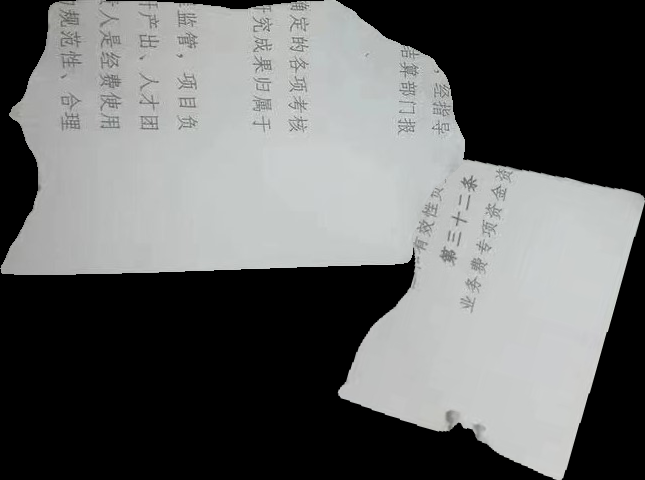 ，经指导
结算部门报
确定的各项考核
研究成果归属于
监管，项目负
产出、人才团
人是经费使用
规范性、合理
有效性负
第三十二条
业务费专项资金资